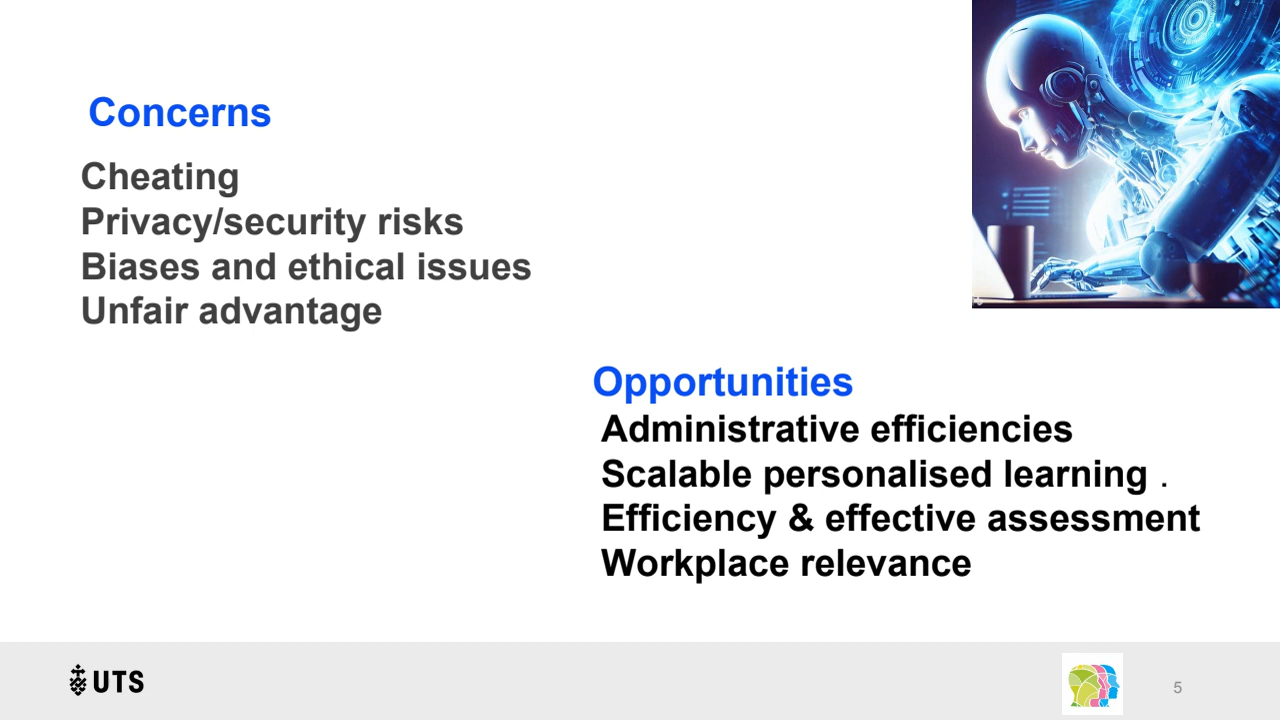 Concerns
Cheating
Privacy/security risks
Biases and ethical issues
Unfair advantage
Opportunities
Administrative efficiencies
Scalable personalised learning .
Efficiency & effective assessment
Workplace relevance
UTS
5